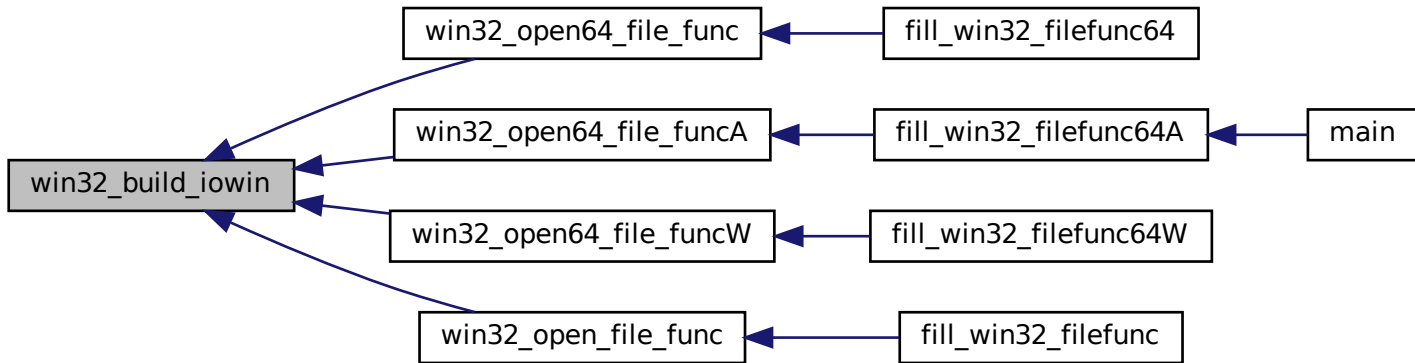 win32_open64_file_func
fill_win32_filefunc64
win32_open64_file_funcA
fill_win32_filefunc64A
main
win32_build_iowin
win32_open64_file_funcW
fill_win32_filefunc64W
win32_open_file_func
fill_win32_filefunc